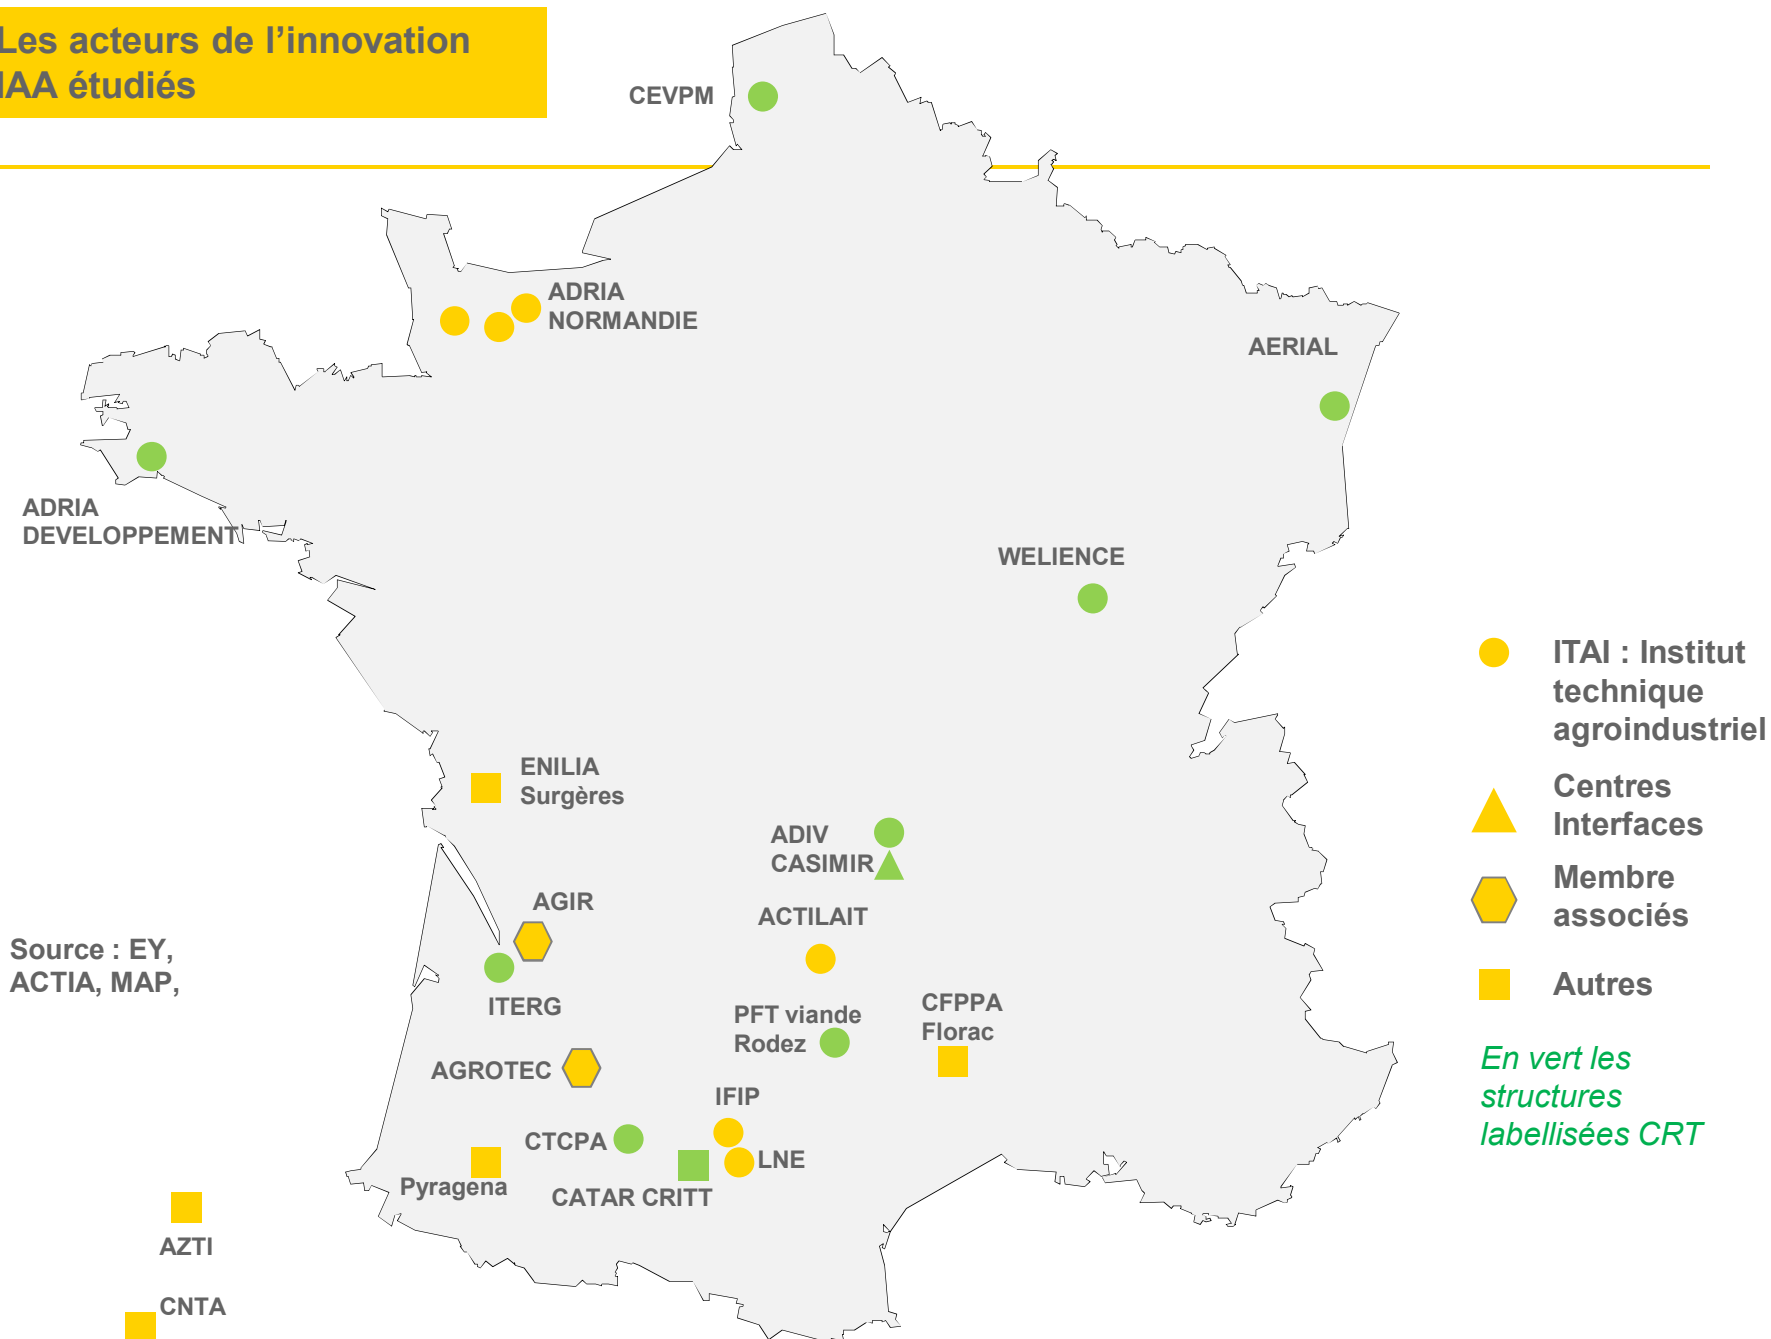 Les acteurs de l’innovation
IAA étudiés
CEVPM
ADRIA
NORMANDIE
AERIAL
ADRIA
DEVELOPPEMENT
WELIENCE
ITAI : Institut
technique
agroindustriel
Centres
Interfaces
Membre
associés
Autres
En vert les
structures
labellisées CRT
ENILIA
Surgères
ADIV
CASIMIR
AGIR
ACTILAIT
Source : EY,
ACTIA, MAP,
ITERG
PFT viande
Rodez
CFPPA
Florac
AGROTEC
IFIP
CTCPA
LNE
Pyragena
CATAR CRITT
AZTI
CNTA